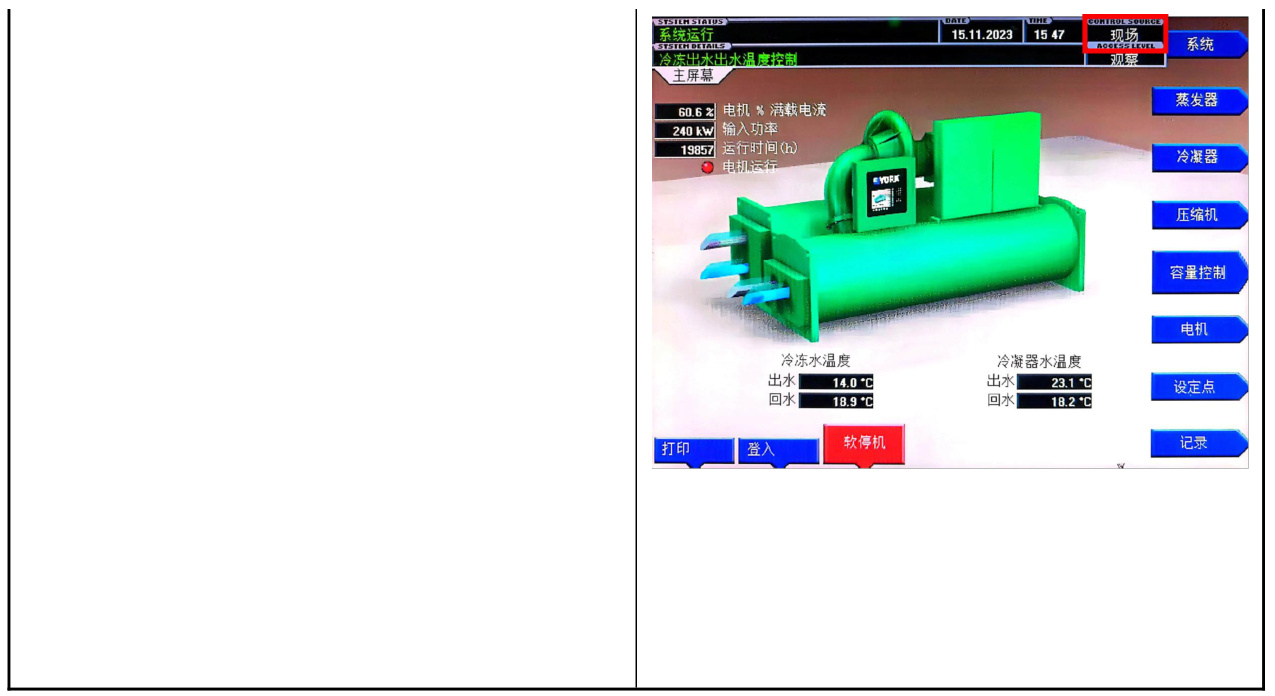 SYSTEM STATUS
系统运行
DATE
15.11.2023
TIME
15 47
CONTROL SOURCE
现场
SYSTEM DETAILS
冷冻出水出水温度控制
ACCESS LEVEL
观察
主屏幕
系统
60.6 % 电机 % 满载电流
240 kW 输入功率
19857 运行时间(h)
电机运行
YORK
蒸发器
冷凝器
压缩机
容量控制
电机
设定点
记录
冷冻水温度
出水 14.0 °C
回水 18.9 °C
冷凝器水温度
出水 23.1 °C
回水 18.2 °C
打印
登入
软停机